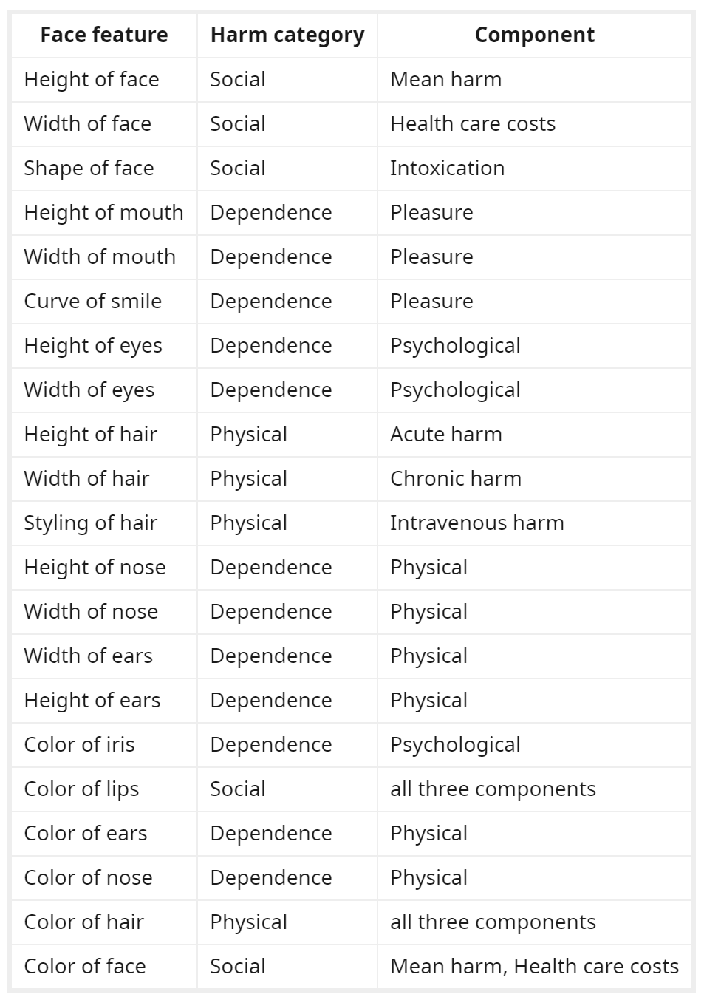 Face feature Harm category Component
Height of face Social Mean harm
Width of face Social Health care costs
Shape of face Social Intoxication
Height of mouth Dependence Pleasure
Width of mouth Dependence Pleasure
Curve of smile Dependence Pleasure
Height of eyes Dependence Psychological
Width of eyes Dependence Psychological
Height of hair Physical Acute harm
Width of hair Physical Chronic harm
Styling of hair Physical Intravenous harm
Height of nose Dependence Physical
Width of nose Dependence Physical
Width of ears Dependence Physical
Height of ears Dependence Physical
Color of iris Dependence Psychological
Color of lips Social all three components
Color of ears Dependence Physical
Color of nose Dependence Physical
Color of hair Physical all three components
Color of face Social Mean harm, Health care costs